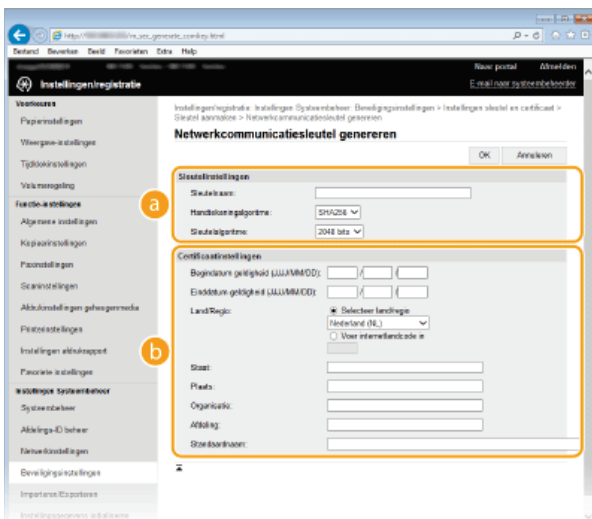 /rx_sec_generate_comkey.html
Bestand Bewerken Beeld Favorieten Extra Help
Naar portal Afmelden
Instellingen/registratie
E-mail naar systeembeheerder
Voorkeuren
Papierinstellingen
Weergave-instellingen
Tijdklokinstellingen
Volumeregeling
Functie-instellingen
Algemene instellingen
Kopieerinstellingen
Faxinstellingen
Scaninstellingen
Afdrukinstellingen geheugenmedia
Printerinstellingen
Instellingen afdrukrapport
Favoriete instellingen
Instellingen Systeembeheer
Systeembeheer
Afdelings-ID beheer
Netwerkinstellingen
Beveiligingsinstellingen
Importeren/Exporteren
Instellingsgegevens initialiseren
Instellingen/registratie: Instellingen Systeembeheer: Beveiligingsinstellingen > Instellingen sleutel en certificaat >
Sleutel aanmaken > Netwerkcommunicatiesleutel genereren
Netwerkcommunicatiesleutel genereren
OK Annuleren
a
Sleutelinstellingen
Sleutelnaam:
Handtekeningalgoritme: SHA256
Sleutelalgoritme: 2048 bits
b
Certificaatinstellingen
Begindatum geldigheid (JJJJ/MM/DD): / /
Einddatum geldigheid (JJJJ/MM/DD): / /
Land/Regio: Selecteer land/regio
Nederland (NL)
Voer internetlandcode in
Staat:
Plaats:
Organisatie:
Afdeling:
Standaardnaam: